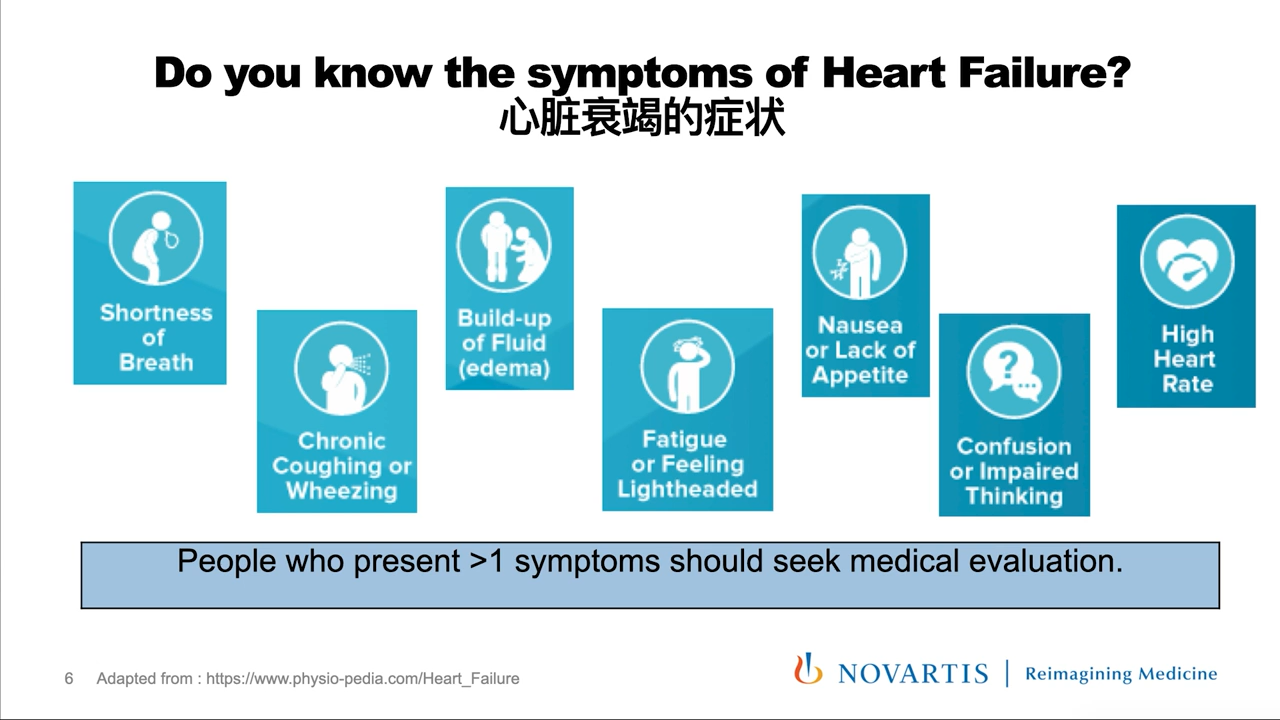 Do you know the symptoms of Heart Failure?
心脏衰竭的症状
Shortness
of
Breath
Chronic
Coughing or
Wheezing
Build-up
of Fluid
(edema)
Fatigue
or Feeling
Lightheaded
Nausea
or Lack of
Appetite
?
Confusion
or Impaired
Thinking
High
Heart
Rate
People who present >1 symptoms should seek medical evaluation.
6 Adapted from : https://www.physio-pedia.com/Heart_Failure
NOVARTIS | Reimagining Medicine